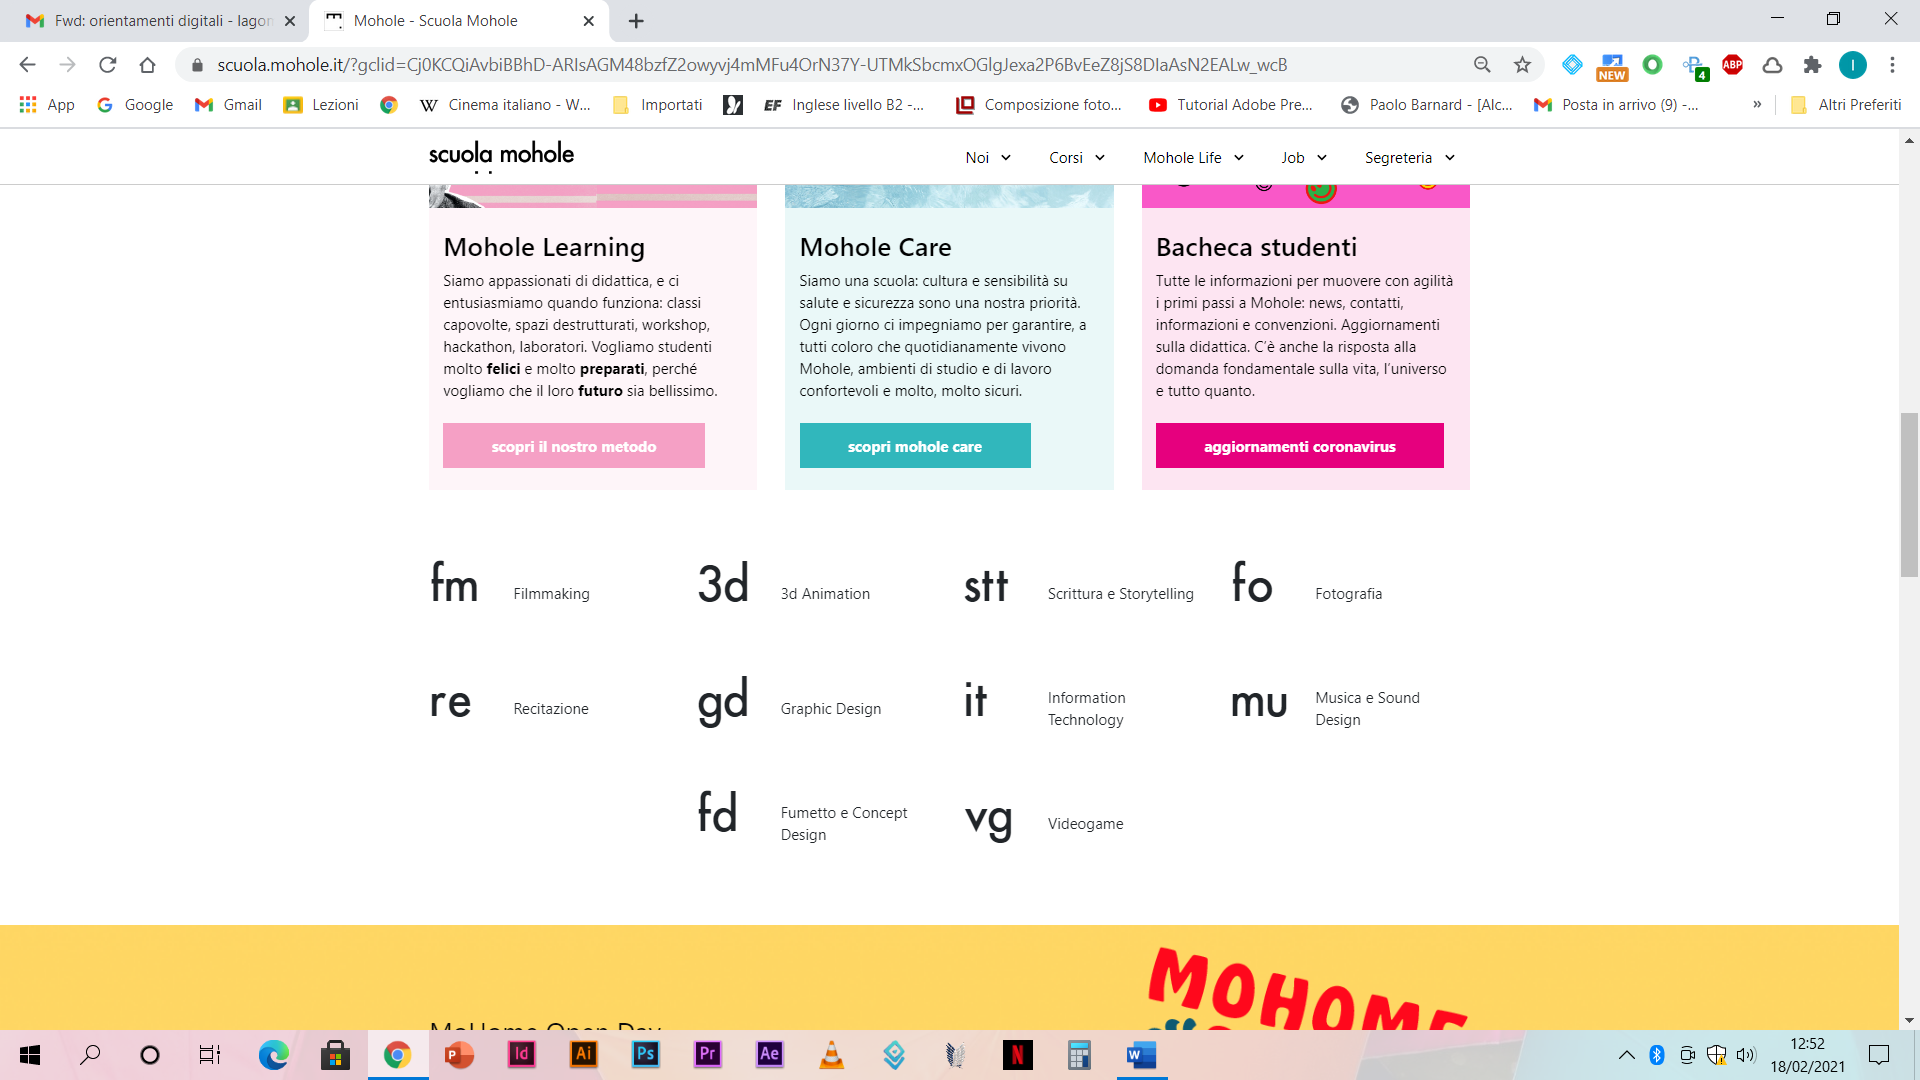 Fwd: orientamenti digitali - lagon
Mohole - Scuola Mohole
scuola.mohole.it/?gclid=Cj0KCQiAvbiBBhD-ARIsAGM48bzfZ2owyvj4mMFu4OrN37Y-UTMkSbcmxOGlgJexa2P6BvEeZ8jS8DIaAsN2EALw_wcB
NEW
4
ABP
I
App
Google
Gmail
Lezioni
Cinema italiano - W...
Importati
EF Inglese livello B2 -...
Composizione foto...
Tutorial Adobe Pre...
Paolo Barnard - [Alc...
Posta in arrivo (9) -...
»
Altri Preferiti
scuola mohole
Noi
Corsi
Mohole Life
Job
Segreteria
Mohole Learning
Siamo appassionati di didattica, e ci
entusiasmiamo quando funziona: classi
capovolte, spazi destrutturati, workshop,
hackathon, laboratori. Vogliamo studenti
molto felici e molto preparati, perché
vogliamo che il loro futuro sia bellissimo.
scopri il nostro metodo
Mohole Care
Siamo una scuola: cultura e sensibilità su
salute e sicurezza sono una nostra priorità.
Ogni giorno ci impegniamo per garantire, a
tutti coloro che quotidianamente vivono
Mohole, ambienti di studio e di lavoro
confortevoli e molto, molto sicuri.
scopri mohole care
Bacheca studenti
Tutte le informazioni per muovere con agilità
i primi passi a Mohole: news, contatti,
informazioni e convenzioni. Aggiornamenti
sulla didattica. C'è anche la risposta alla
domanda fondamentale sulla vita, l'universo
e tutto quanto.
aggiornamenti coronavirus
fm Filmmaking
3d 3d Animation
stt Scrittura e Storytelling
fo Fotografia
re Recitazione
gd Graphic Design
it Information
Technology
mu Musica e Sound
Design
fd Fumetto e Concept
Design
vg Videogame
MoHome Open Day
MOHOME
P
Id
Ai
Ps
Pr
Ae
N
W
12:52
18/02/2021